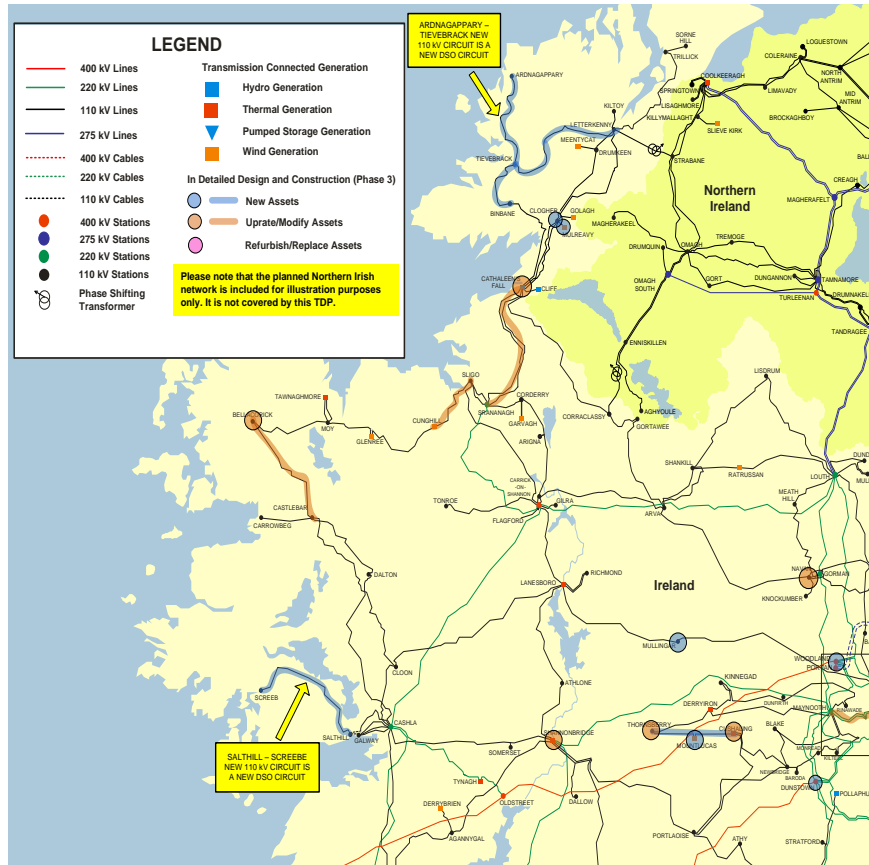 LEGEND
400 kV Lines
220 kV Lines
110 kV Lines
275 kV Lines
400 kV Cables
220 kV Cables
110 kV Cables
400 kV Stations
275 kV Stations
220 kV Stations
110 kV Stations
Phase Shifting
Transformer
Transmission Connected Generation
Hydro Generation
Thermal Generation
Pumped Storage Generation
Wind Generation
In Detailed Design and Construction (Phase 3)
New Assets
Uprate/Modify Assets
Refurbish/Replace Assets
Please note that the planned Northern Irish
network is included for illustration purposes
only. It is not covered by this TDP.
ARDNAGAPPARY –
TIEVEBRACK NEW
110 kV CIRCUIT IS A
NEW DSO CIRCUIT
SORNE
HILL
TRILLICK
LOGUESTOWN
COLERAINE
NORTH
ANTRIM
ARDNAGAPPARY
COOLKEERAGH
SPRINGTOWN
LIMAVADY
MID
ANTRIM
LISAGHMORE
KILTOY
KILLYMALLAGHT
BROCKAGHBOY
LETTERKENNY
SLIEVE KIRK
MEENTYCAT
DRUMKEEN
TIEVEBRACK
STRABANE
CREAGH
Northern
Ireland
MAGHERAFELT
BINBANE
CLOGHER
GOLAGH
MULREAVY
MAGHERAKEEL
TREMOGE
DRUMQUIN
OMAGH
CATHALEENS
FALL
CLIFF
OMAGH
SOUTH
GORT
DUNGANNON
TAMNAMORE
TURLEENAN
DRUMNAKEL
TANDRAGEE
ENNISKILLEN
SLIGO
LISDRUM
TAWNAGHMORE
CORDERRY
BELLACORICK
CUNGHILL
SRANANAGH
CORRACLASSY
AGHYOULE
GORTAWEE
MOY
GARVAGH
GLENREE
ARIGNA
SHANKILL
RATRUSSAN
LOUTH
CARRICK
-ON-
SHANNON
MEATH
HILL
TONROE
GILRA
FLAGFORD
ARVA
CASTLEBAR
CARROWBEG
DALTON
RICHMOND
LANESBORO
Ireland
NAVAN
GORMAN
KNOCKUMBER
MULLINGAR
WOODLAND
CLOON
KINNEGAD
SCREEB
ATHLONE
DERRYIRON
DUNFIRTH
MAYNOOTH
CASHLA
SALTHILL
GALWAY
THORNSBERRY
BLAKE
SHANNONBRIDGE
MOUNTLUCAS
CUSHALING
SOMERSET
MONREAD
NEWBRIDGE
BARODA
SALTHILL – SCREEBE
NEW 110 kV CIRCUIT IS
A NEW DSO CIRCUIT
TYNAGH
DUNSTOWN
OLDSTREET
DALLOW
DERRYBRIEN
AGANNYGAL
PORTLAOISE
ATHY
STRATFORD